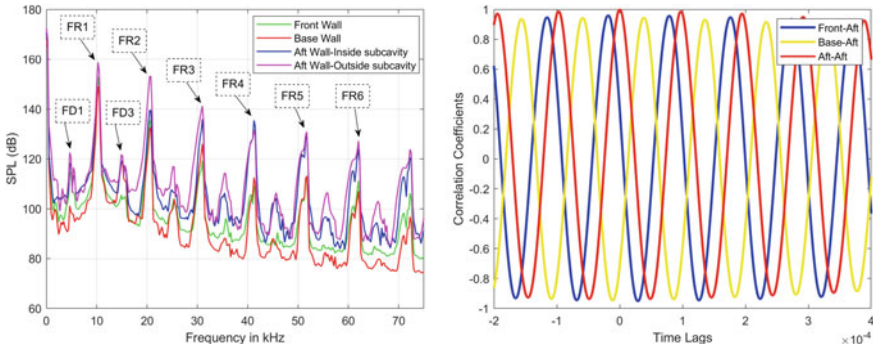 180
160
140
120
100
80
60
SPL (dB)
0 10 20 30 40 50 60 70
Frequency in kHz
FR1
FR2
FR3
FR4
FR5
FR6
FD1
FD3
Front Wall
Base Wall
Aft Wall-Inside subcavity
Aft Wall-Outside subcavity
1
0.8
0.6
0.4
0.2
0
-0.2
-0.4
-0.6
-0.8
-1
Correlation Coefficients
-2 -1 0 1 2 3 4
Time Lags
×10⁻⁴
Front-Aft
Base-Aft
Aft-Aft